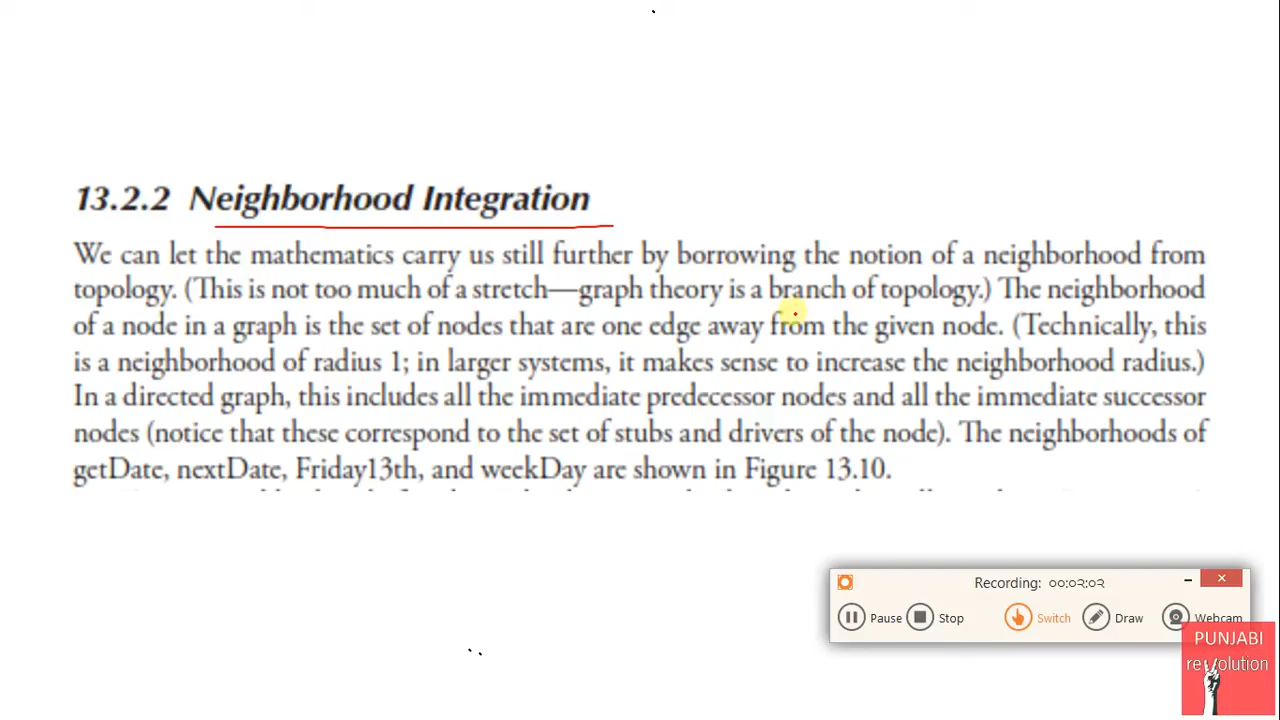 13.2.2 Neighborhood Integration
We can let the mathematics carry us still further by borrowing the notion of a neighborhood from
topology. (This is not too much of a stretch—graph theory is a branch of topology.) The neighborhood
of a node in a graph is the set of nodes that are one edge away from the given node. (Technically, this
is a neighborhood of radius 1; in larger systems, it makes sense to increase the neighborhood radius.)
In a directed graph, this includes all the immediate predecessor nodes and all the immediate successor
nodes (notice that these correspond to the set of stubs and drivers of the node). The neighborhoods of
getDate, nextDate, Friday13th, and weekDay are shown in Figure 13.10.
Recording: ००:०२:०२
Pause Stop Switch Draw Webcam
PUNJABI
revolution